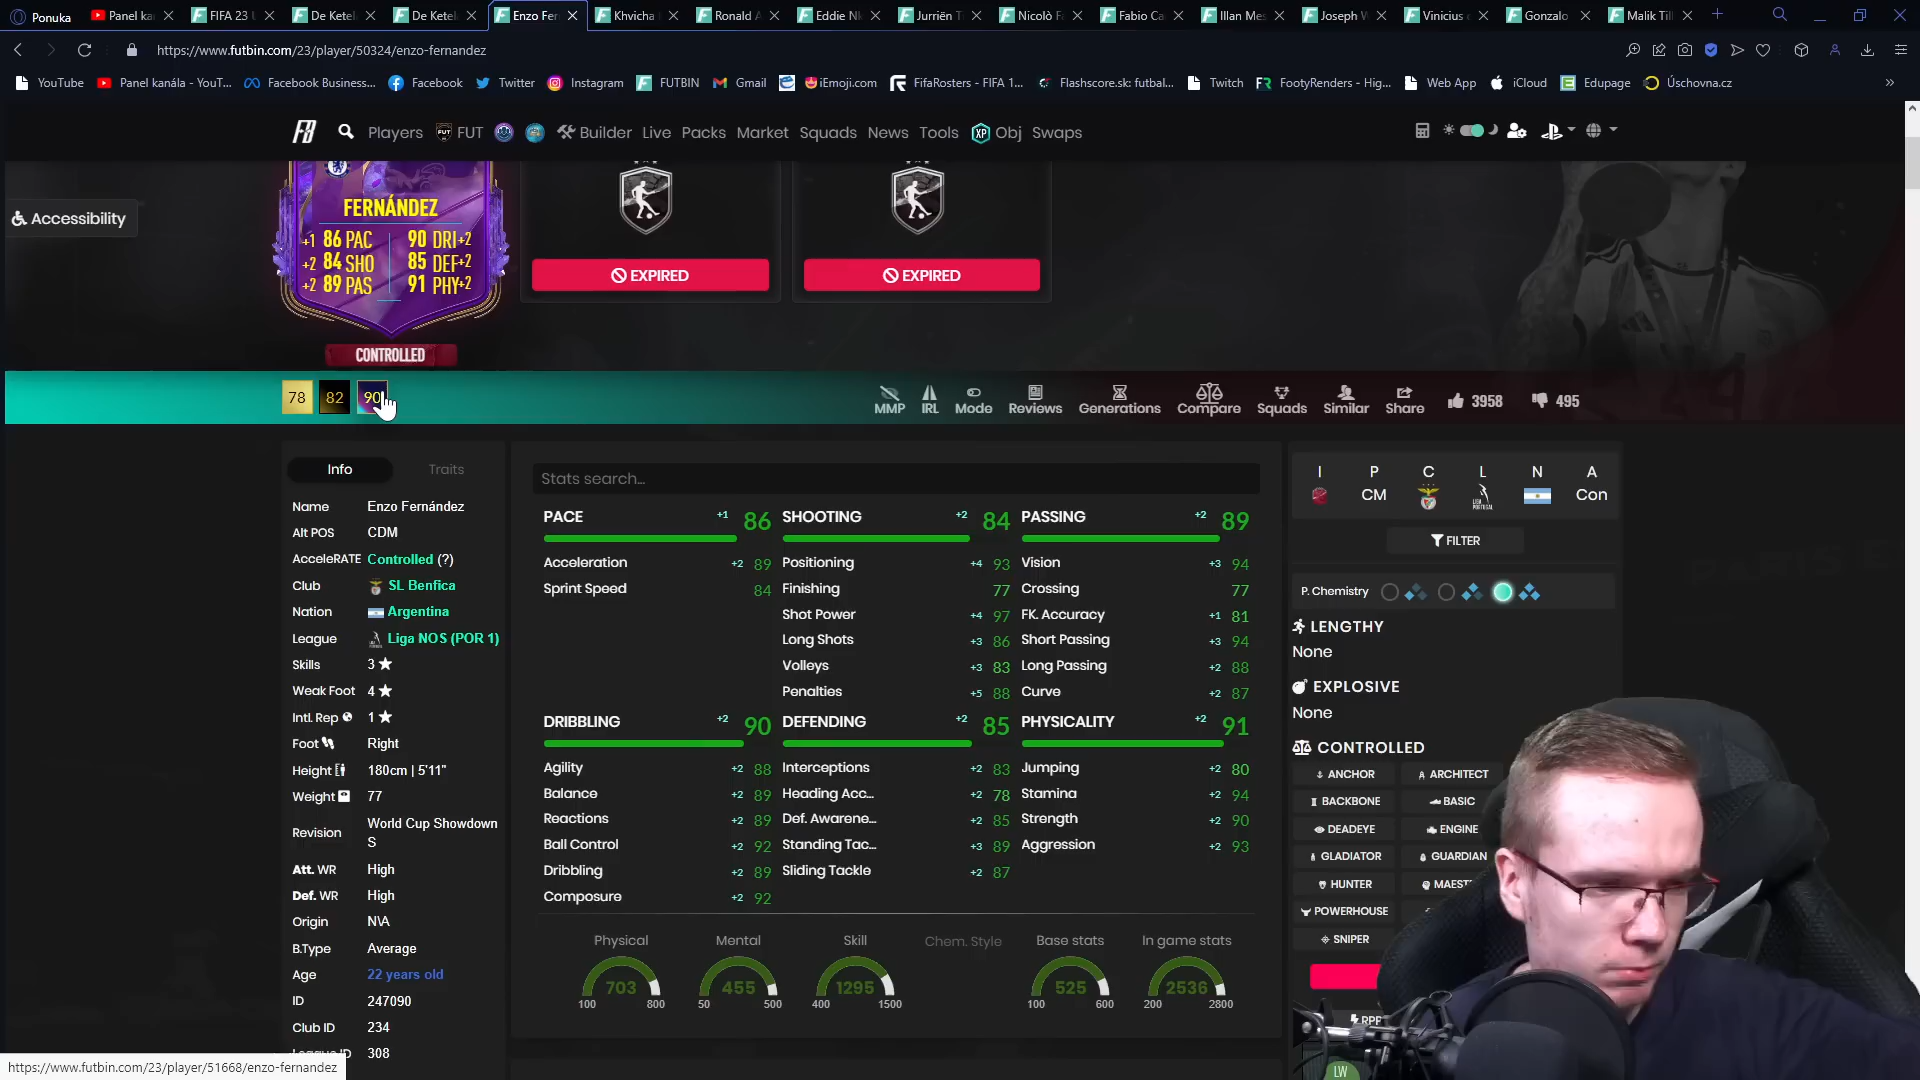 Ponuka
Panel ka
FIFA 23 U
De Ketel
De Ketel
Enzo Fer
Khvicha
Ronald A
Eddie Nk
Jurriën T
Nicolò F
Fabio Ca
Illan Mes
Joseph W
Vinicius
Gonzalo
Malik Til
https://www.futbin.com/23/player/50324/enzo-fernandez
YouTube
Panel kanála - YouT...
Facebook Business...
Facebook
Twitter
Instagram
FUTBIN
Gmail
iEmoji.com
FifaRosters - FIFA 1...
Flashscore.sk: futbal...
Twitch
FootyRenders - Hig...
Web App
iCloud
Edupage
Úschovna.cz
»
Players
FUT
Builder
Live
Packs
Market
Squads
News
Tools
XP Obj
Swaps
Accessibility
FERNÁNDEZ
+1 86 PAC 90 DRI+2
+2 84 SHO 85 DEF+2
+2 89 PAS 91 PHY+2
CONTROLLED
EXPIRED
EXPIRED
78 82 90
MMP
IRL
Mode
Reviews
Generations
Compare
Squads
Similar
Share
3958
495
Info
Traits
Name Enzo Fernández
Alt POS CDM
AcceleRATE Controlled (?)
Club SL Benfica
Nation Argentina
League Liga NOS (POR 1)
Skills 3
Weak Foot 4
Intl. Rep 1
Foot Right
Height 180cm | 5'11"
Weight 77
Revision World Cup Showdown
S
Att. WR High
Def. WR High
Origin N\A
B.Type Average
Age 22 years old
ID 247090
Club ID 234
League ID 308
Stats search...
PACE +1 86
Acceleration +2 89
Sprint Speed 84
SHOOTING +2 84
Positioning +4 93
Finishing 77
Shot Power +4 97
Long Shots +3 86
Volleys +3 83
Penalties +5 88
PASSING +2 89
Vision +3 94
Crossing 77
FK. Accuracy +1 81
Short Passing +3 94
Long Passing +2 88
Curve +2 87
DRIBBLING +2 90
Agility +2 88
Balance +2 89
Reactions +2 89
Ball Control +2 92
Dribbling +2 89
Composure +2 92
DEFENDING +2 85
Interceptions +2 83
Heading Acc... +2 78
Def. Awarene... +2 85
Standing Tac... +3 89
Sliding Tackle +2 87
PHYSICALITY +2 91
Jumping +2 80
Stamina +2 94
Strength +2 90
Aggression +2 93
Physical
703
100 800
Mental
455
50 500
Skill
1295
400 1500
Chem. Style
Base stats
525
100 600
In game stats
2536
200 2800
I P C L N A
CM
LIGA
PORTUGAL
Con
FILTER
P. Chemistry
LENGTHY
None
EXPLOSIVE
None
CONTROLLED
ANCHOR
ARCHITECT
BACKBONE
BASIC
DEADEYE
ENGINE
GLADIATOR
GUARDIAN
HUNTER
MAEST
POWERHOUSE
SNIPER
RPP
LW
https://www.futbin.com/23/player/51668/enzo-fernandez